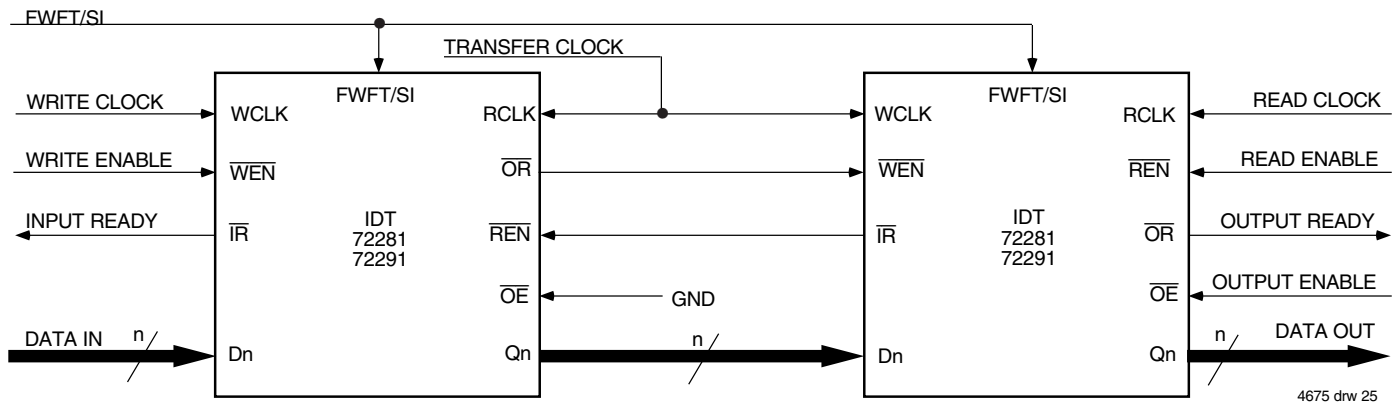 FWFT/SI
TRANSFER CLOCK
FWFT/SI
FWFT/SI
WRITE CLOCK
WCLK
RCLK
WCLK
RCLK
READ CLOCK
WRITE ENABLE
WEN
OR
WEN
REN
READ ENABLE
INPUT READY
IR
IDT
72281
72291
REN
IR
IDT
72281
72291
OR
OUTPUT READY
OE
GND
OE
OUTPUT ENABLE
DATA IN
n
Dn
Qn
n
Dn
Qn
n
DATA OUT
4675 drw 25